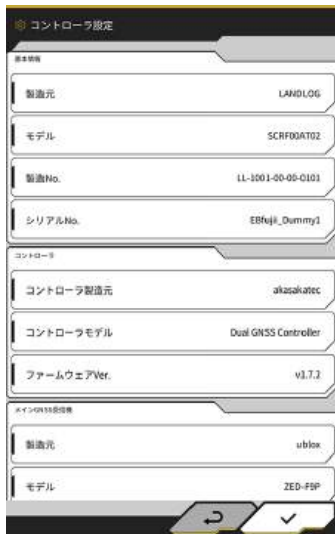 コントローラ設定
基本情報
製造元 LANDLOG
モデル SCRF00AT02
製造No. LL-1001-00-00-0101
シリアルNo. EBfujii_Dummy1
コントローラ
コントローラ製造元 akasakatec
コントローラモデル Dual GNSS Controller
ファームウェアVer. v1.7.2
メインGNSS受信機
製造元 ublox
モデル ZED-F9P